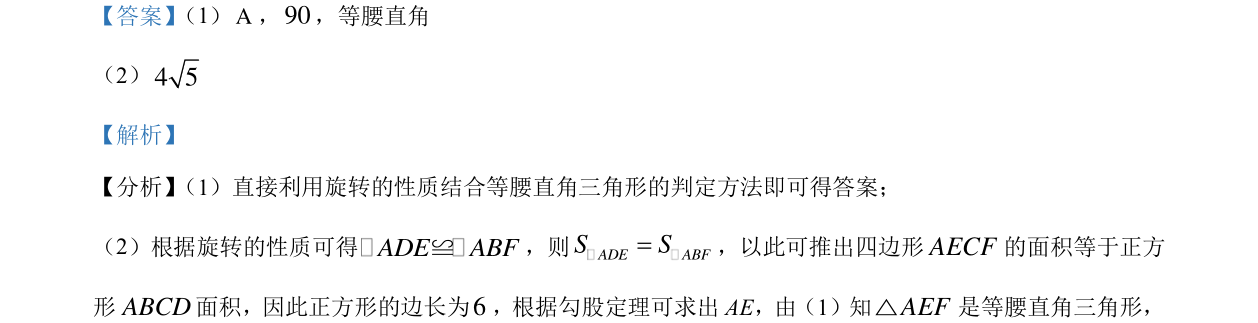 【答案】（1）A，90，等腰直角
（2）4√5
【解析】
【分析】（1）直接利用旋转的性质结合等腰直角三角形的判定方法即可得答案；
（2）根据旋转的性质可得□ADE≌□ABF，则S□ADE = S□ABF，以此可推出四边形AECF的面积等于正方
形ABCD面积，因此正方形的边长为6，根据勾股定理可求出AE，由（1）知△AEF是等腰直角三角形，